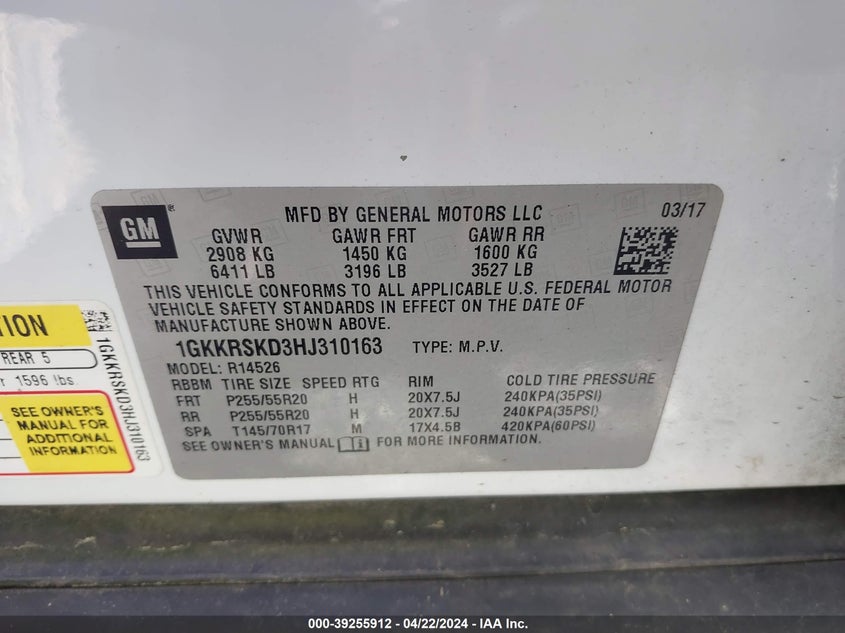 GM
MFD BY GENERAL MOTORS LLC 03/17
GVWR GAWR FRT GAWR RR
2908 KG 1450 KG 1600 KG
6411 LB 3196 LB 3527 LB
THIS VEHICLE CONFORMS TO ALL APPLICABLE U.S. FEDERAL MOTOR
VEHICLE SAFETY STANDARDS IN EFFECT ON THE DATE OF
MANUFACTURE SHOWN ABOVE.
1GKKRSKD3HJ310163 TYPE: M.P.V.
MODEL: R14526
RBBM TIRE SIZE SPEED RTG RIM COLD TIRE PRESSURE
FRT P255/55R20 H 20X7.5J 240KPA(35PSI)
RR P255/55R20 H 20X7.5J 240KPA(35PSI)
SPA T145/70R17 M 17X4.5B 420KPA(60PSI)
SEE OWNER'S MANUAL FOR MORE INFORMATION.
REAR 5
1596 lbs
SEE OWNER'S
MANUAL FOR
ADDITIONAL
INFORMATION
1GKKRSKD3HJ310163
000-39255912 - 04/22/2024 - IAA Inc.